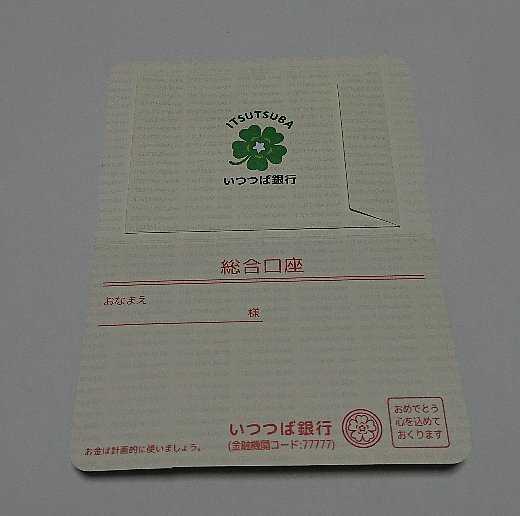 ITSUTSUBA
いつつば銀行
総合口座
おなまえ
様
いつつば銀行
(金融機関コード:77777)
お金は計画的に使いましょう。
おめでとう
心を込めて
おくります